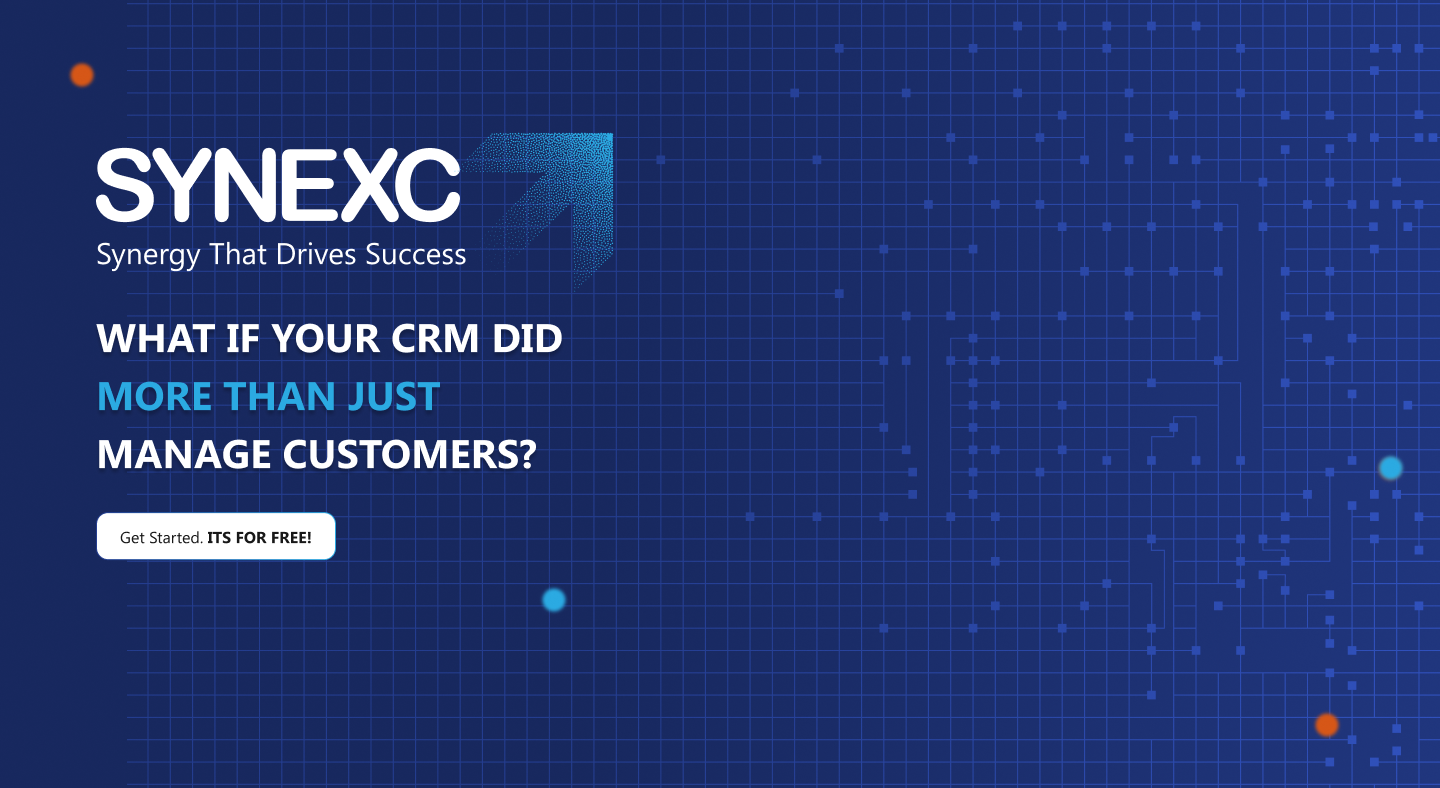 SYNEXC
Synergy That Drives Success
WHAT IF YOUR CRM DID
MORE THAN JUST
MANAGE CUSTOMERS?
Get Started. ITS FOR FREE!